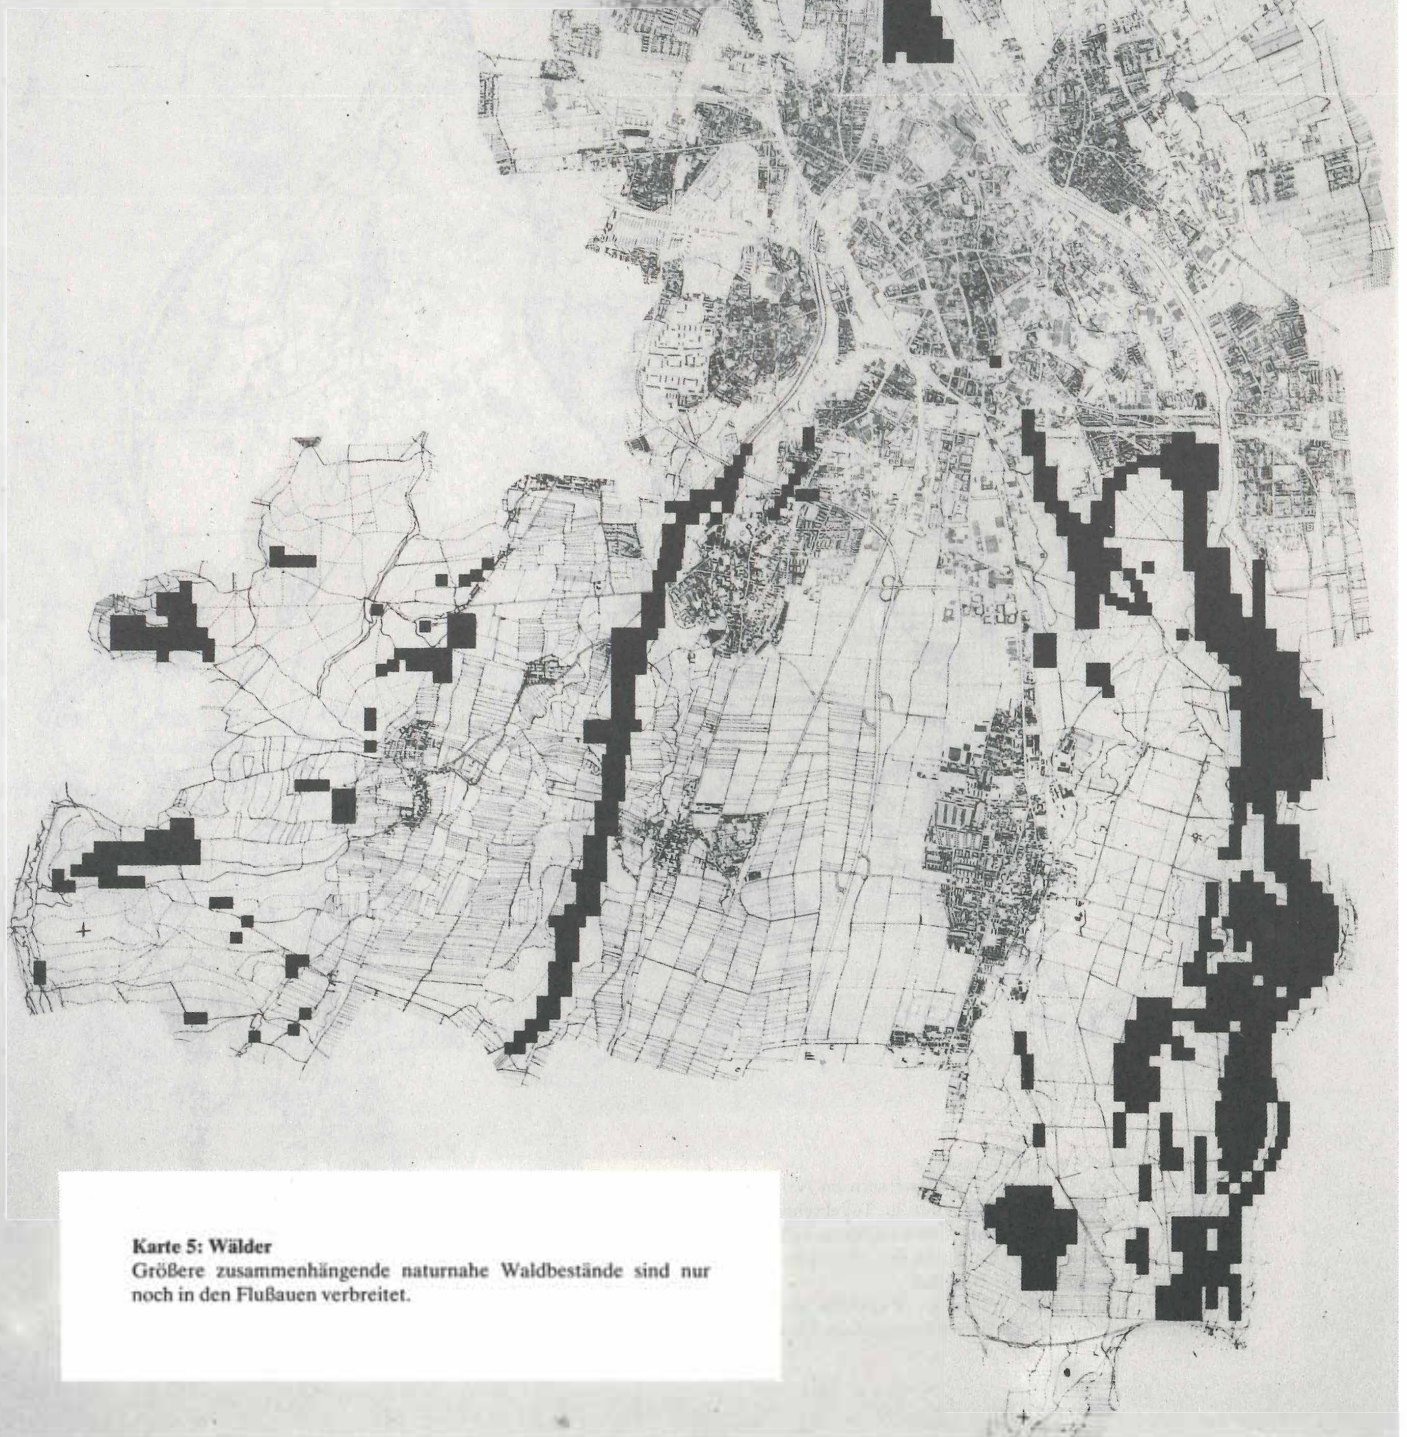 Karte 5: Wälder
Größere zusammenhängende naturnahe Waldbestände sind nur
noch in den Flußauen verbreitet.